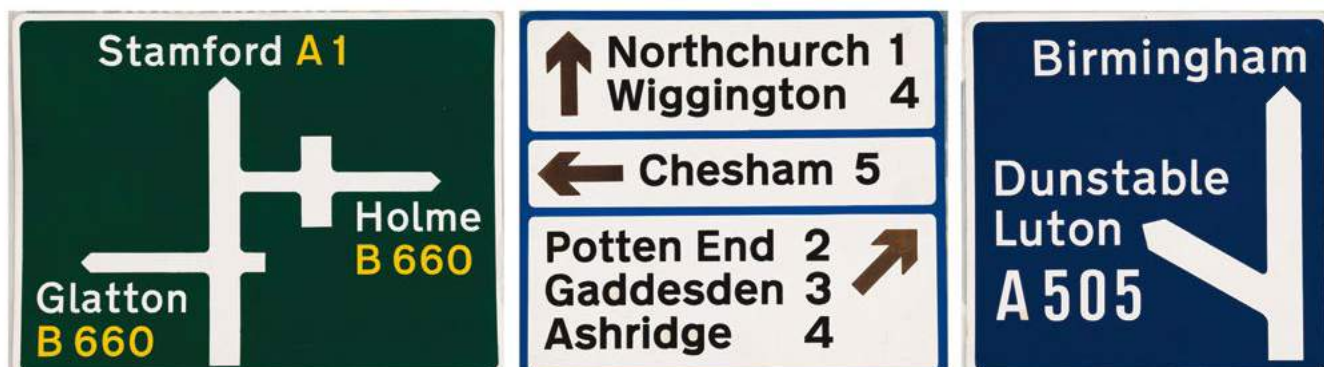 Stamford A1
Holme
B 660
Glatton
B 660
Northchurch 1
Wiggington 4
Chesham 5
Potten End 2
Gaddesden 3
Ashridge 4
Birmingham
Dunstable
Luton
A 505